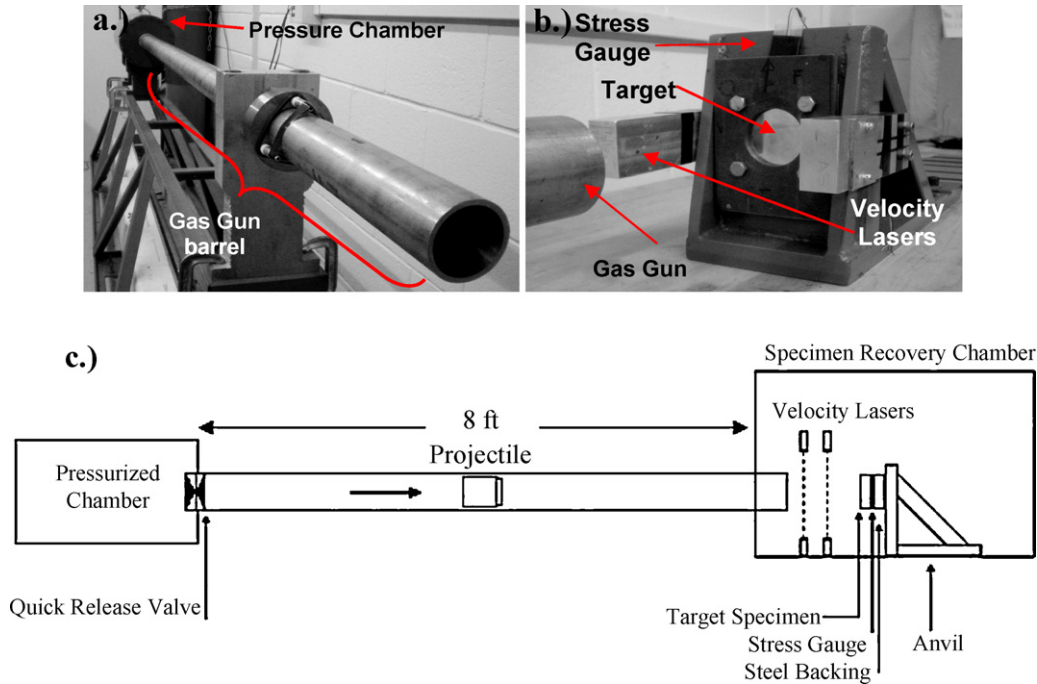 a.)
Pressure Chamber
Gas Gun
barrel
b.)
Stress
Gauge
Target
Velocity
Lasers
Gas Gun
c.)
Specimen Recovery Chamber
8 ft
Velocity Lasers
Projectile
Pressurized
Chamber
Quick Release Valve
Target Specimen
Stress Gauge
Anvil
Steel Backing